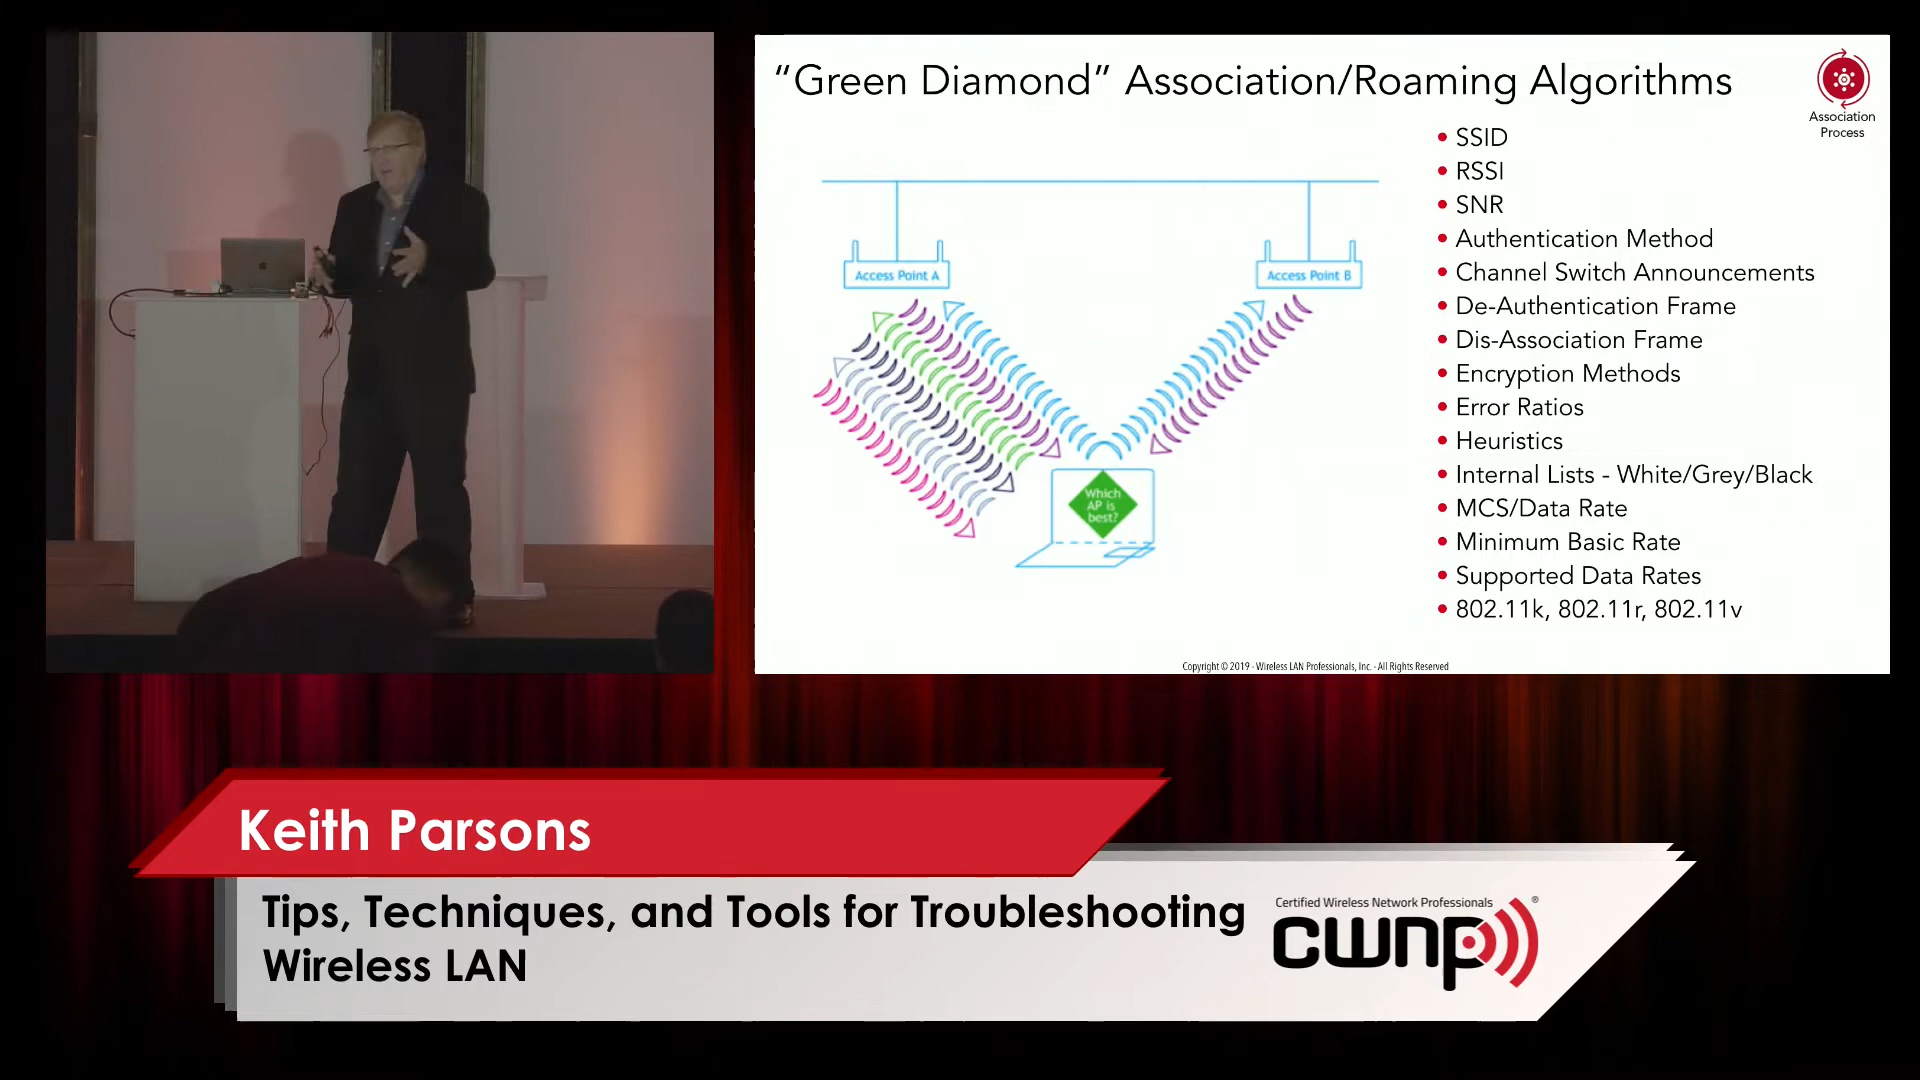 “Green Diamond” Association/Roaming Algorithms
Association
Process
• SSID
• RSSI
• SNR
• Authentication Method
• Channel Switch Announcements
• De-Authentication Frame
• Dis-Association Frame
• Encryption Methods
• Error Ratios
• Heuristics
• Internal Lists - White/Grey/Black
• MCS/Data Rate
• Minimum Basic Rate
• Supported Data Rates
• 802.11k, 802.11r, 802.11v
Access Point A
Access Point B
Which
AP is
best?
Copyright © 2019 - Wireless LAN Professionals, Inc. - All Rights Reserved
Keith Parsons
Tips, Techniques, and Tools for Troubleshooting
Wireless LAN
Certified Wireless Network Professionals ®
cwnp